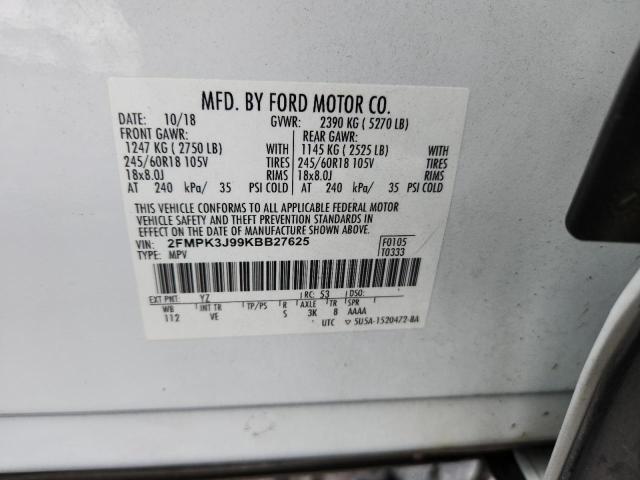 MFD. BY FORD MOTOR CO.
DATE: 10/18 GVWR: 2390 KG ( 5270 LB)
FRONT GAWR: REAR GAWR:
1247 KG ( 2750 LB) WITH 1145 KG ( 2525 LB) WITH
245/60R18 105V TIRES 245/60R18 105V TIRES
18x8.0J RIMS 18x8.0J RIMS
AT 240 kPa/ 35 PSI COLD AT 240 kPa/ 35 PSI COLD
THIS VEHICLE CONFORMS TO ALL APPLICABLE FEDERAL MOTOR
VEHICLE SAFETY AND THEFT PREVENTION STANDARDS IN
EFFECT ON THE DATE OF MANUFACTURE SHOWN ABOVE.
VIN: 2FMPK3J99KBB27625 F0105
TYPE: MPV T0333
EXT PNT: YZ RC: 53 DSO:
WB INT TR TP/PS R AXLE TR SPR
112 VE S 3K 8 AAAA
UTC ▽ 5U5A-1520472-BA